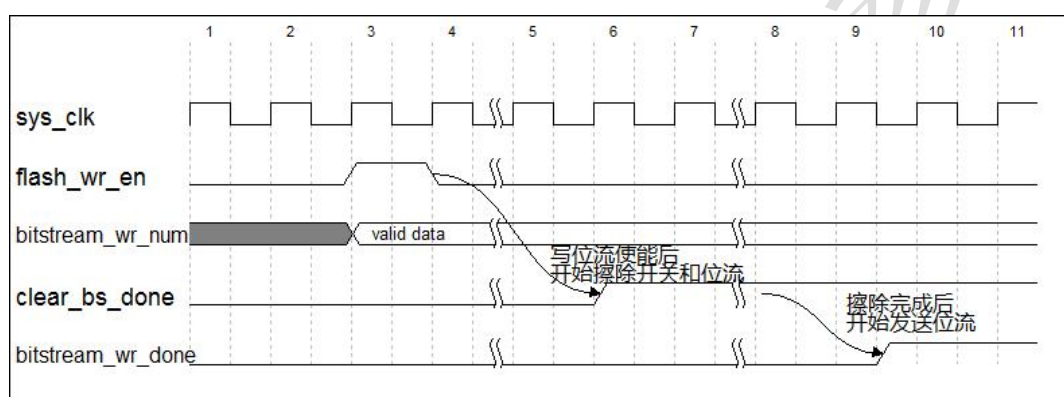 1 2 3 4 5 6 7 8 9 10 11
sys_clk
flash_wr_en
bitstream_wr_num
valid data
写位流使能后
开始擦除开关和位流
clear_bs_done
擦除完成后
开始发送位流
bitstream_wr_done